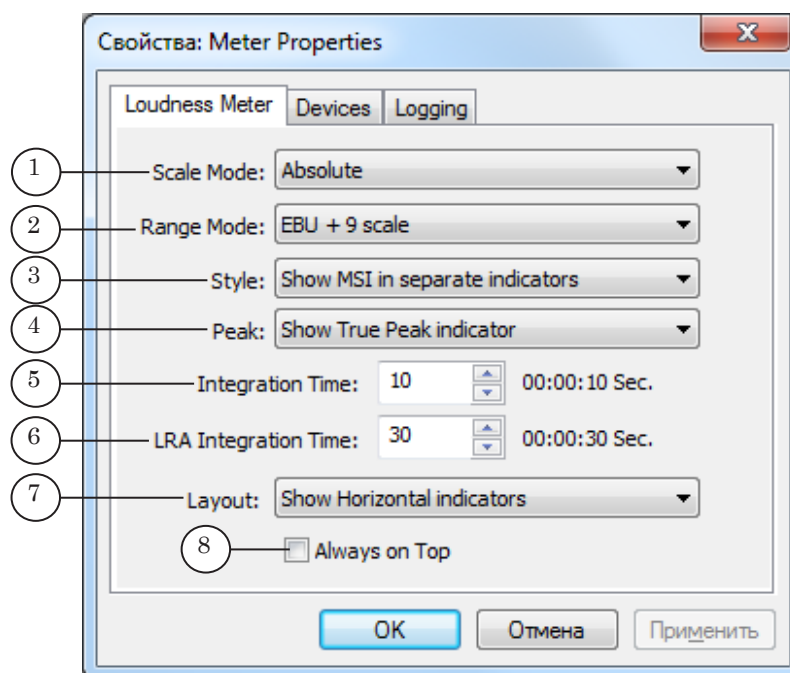 Свойства: Meter Properties
Loudness Meter Devices Logging
1 Scale Mode: Absolute
2 Range Mode: EBU + 9 scale
3 Style: Show MSI in separate indicators
4 Peak: Show True Peak indicator
5 Integration Time: 10 00:00:10 Sec.
6 LRA Integration Time: 30 00:00:30 Sec.
7 Layout: Show Horizontal indicators
8 Always on Top
OK Отмена Применить